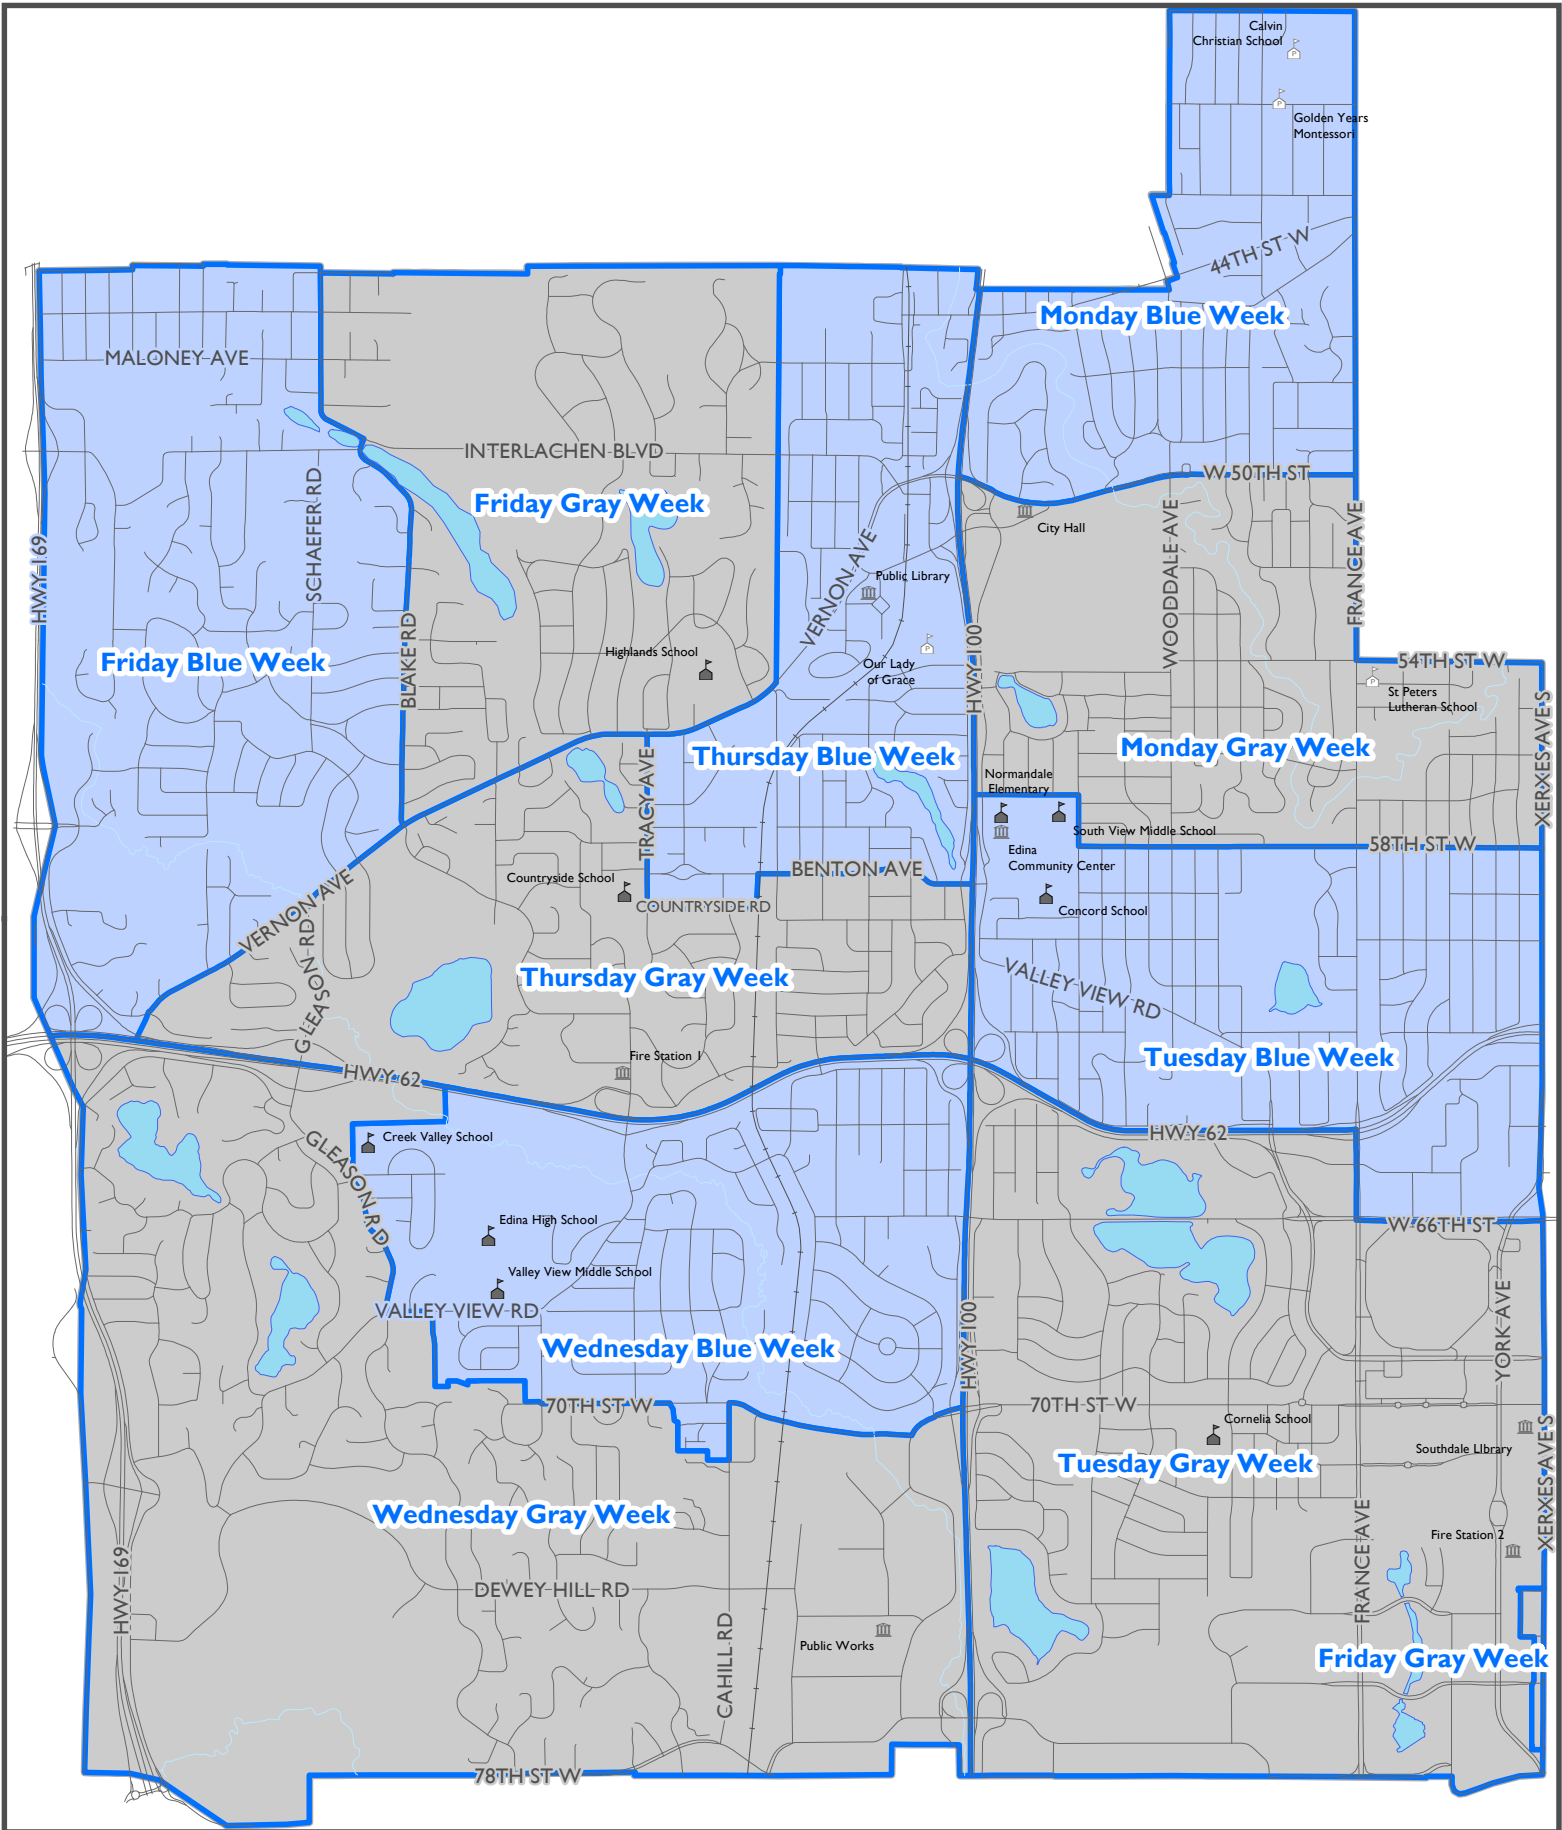 Calvin
Christian School
P
P
Golden Years
Montessori
44TH ST W
Monday Blue Week
MALONEY AVE
INTERLACHEN BLVD
W 50TH ST
SCHAEFER RD
Friday Gray Week
City Hall
HWY 169
VERNON AVE
WOODDALE AVE
FRANCE AVE
Public Library
P
BLAKE RD
Highlands School
Our Lady
of Grace
HWY 100
Friday Blue Week
54TH ST W
P
St Peters
Lutheran School
XERXES AVE S
Thursday Blue Week
Monday Gray Week
TRACY AVE
Normandale
Elementary
South View Middle School
58TH ST W
Edina
Community Center
BENTON AVE
Countryside School
COUNTRYSIDE RD
Concord School
VERNON AVE
GLEASON RD
Thursday Gray Week
VALLEY VIEW RD
Fire Station 1
Tuesday Blue Week
HWY 62
HWY 62
Creek Valley School
GLEASON RD
Edina High School
W 66TH ST
Valley View Middle School
VALLEY VIEW RD
Wednesday Blue Week
HWY 100
YORK AVE
70TH ST W
70TH ST W
Cornelia School
Southdale LIbrary
Tuesday Gray Week
XERXES AVE S
Wednesday Gray Week
Fire Station 2
HWY 169
FRANCE AVE
DEWEY HILL RD
CAHILL RD
Public Works
Friday Gray Week
78TH ST W